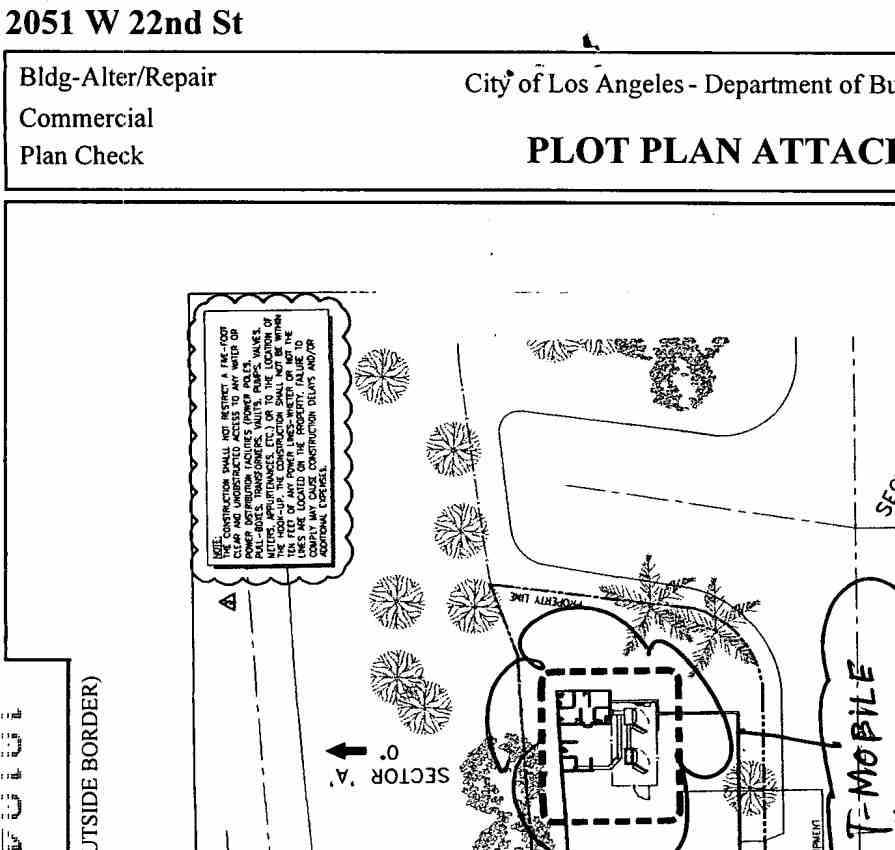 2051 W 22nd St
Bldg-Alter/Repair
City of Los Angeles - Department of Bu
Commercial
Plan Check
PLOT PLAN ATTACH
NOTE:
THE CONSTRUCTION SHALL NOT RESTRICT A FIVE-FOOT
CLEAR AND UNOBSTRUCTED ACCESS TO ANY WATER OR
POWER DISTRIBUTION FACILITIES (POWER POLES,
PULL-BOXES, TRANSFORMERS, VAULTS, PUMPS, VALVES,
METERS, APPURTENANCES, ETC.) OR TO THE LOCATION OF
THE HOOK-UP. THE CONSTRUCTION SHALL NOT BE WITHIN
TEN FEET OF ANY POWER LINES-WHETER OR NOT THE
LINES ARE LOCATED ON THE PROPERTY. FAILURE TO
COMPLY MAY CAUSE CONSTRUCTION DELAYS AND/OR
ADDITIONAL EXPENSES.
PROPERTY LINE
SECTOR 'A'
0°
T-MOBILE
UTSIDE BORDER)